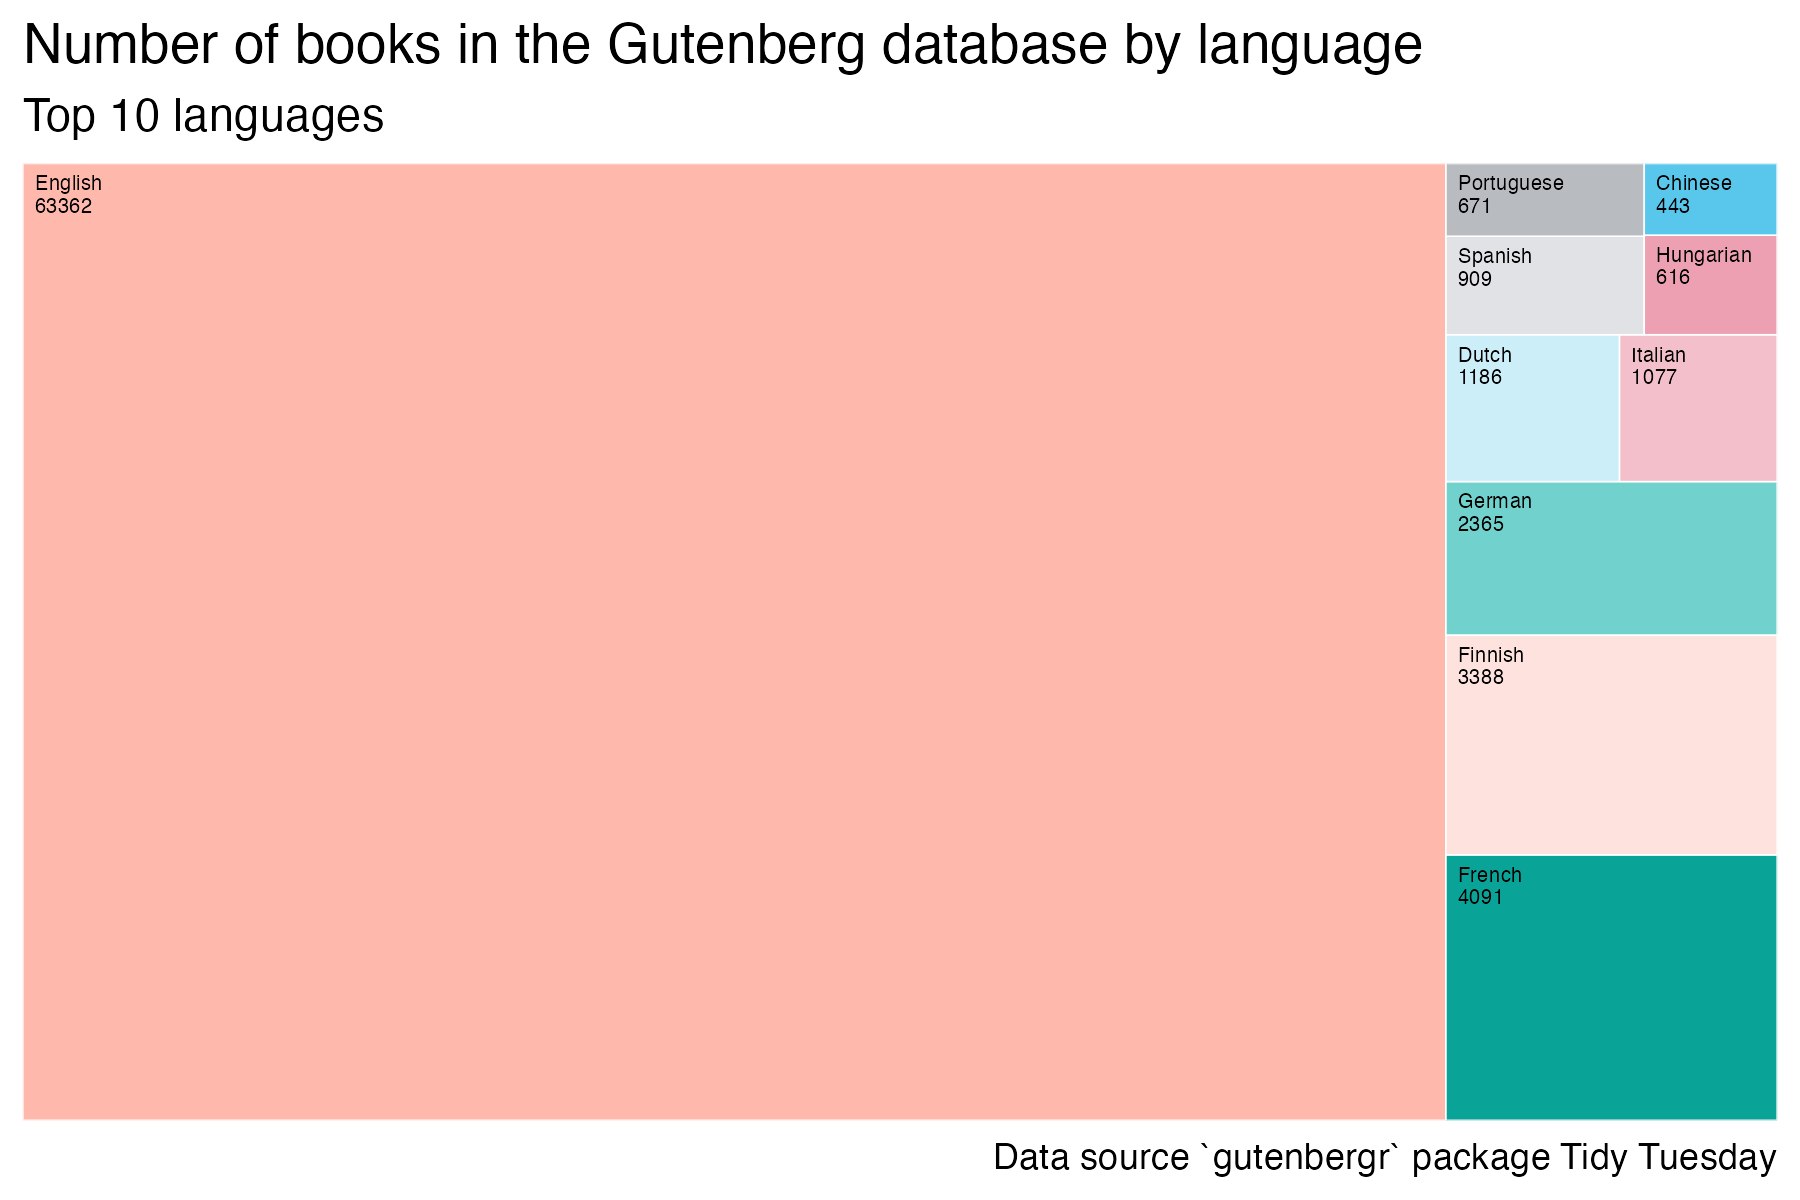 Number of books in the Gutenberg database by language
Top 10 languages
English
63362
Portuguese
671
Chinese
443
Spanish
909
Hungarian
616
Dutch
1186
Italian
1077
German
2365
Finnish
3388
French
4091
Data source `gutenbergr` package Tidy Tuesday